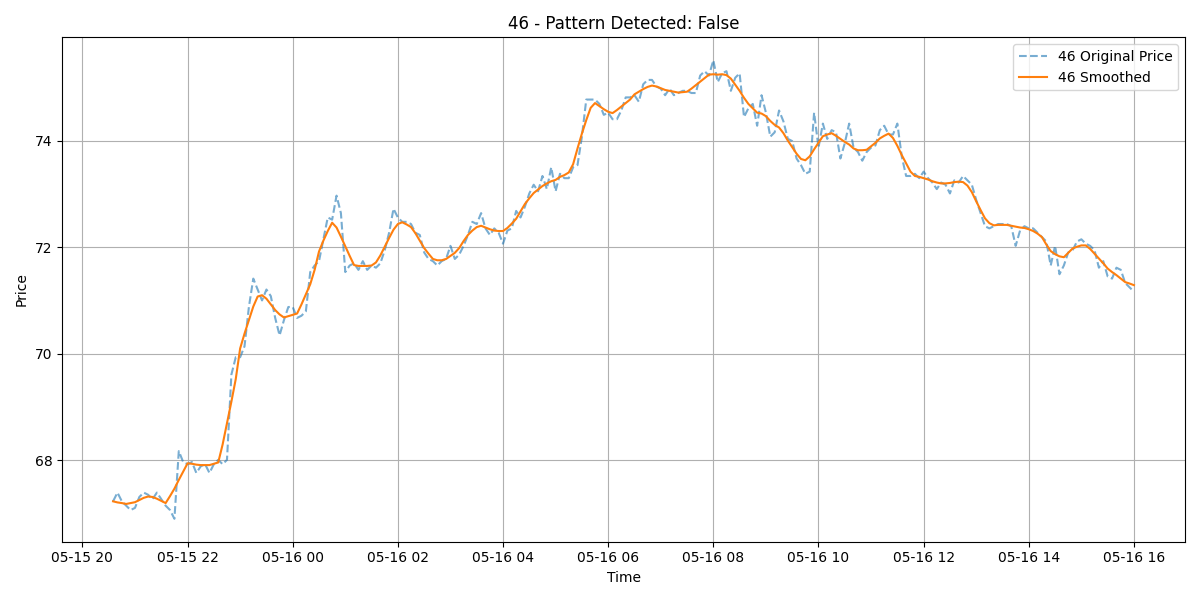 46 - Pattern Detected: False
46 Original Price
46 Smoothed
Price
74
72
70
68
05-15 20 05-15 22 05-16 00 05-16 02 05-16 04 05-16 06 05-16 08 05-16 10 05-16 12 05-16 14 05-16 16
Time